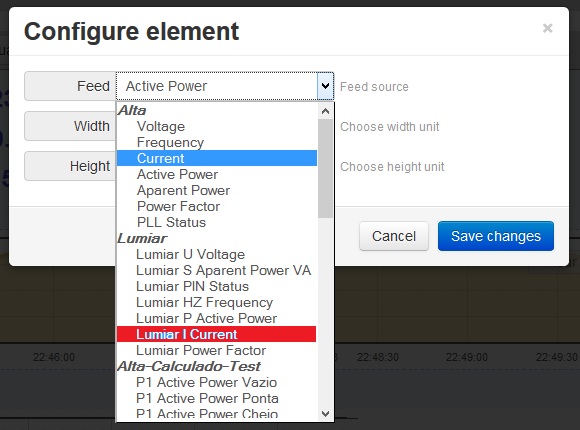 Configure element ×
Feed Active Power Feed source
Width Choose width unit
Height Choose height unit
Alta
Voltage
Frequency
Current
Active Power
Aparent Power
Power Factor
PLL Status
Lumiar
Lumiar U Voltage
Lumiar S Aparent Power VA
Lumiar PIN Status
Lumiar HZ Frequency
Lumiar P Active Power
Lumiar I Current
Lumiar Power Factor
Alta-Calculado-Test
P1 Active Power Vazio
P1 Active Power Ponta
P1 Active Power Cheio
Cancel Save changes
22:46:00 22:48:30 22:49:00 22:49:30